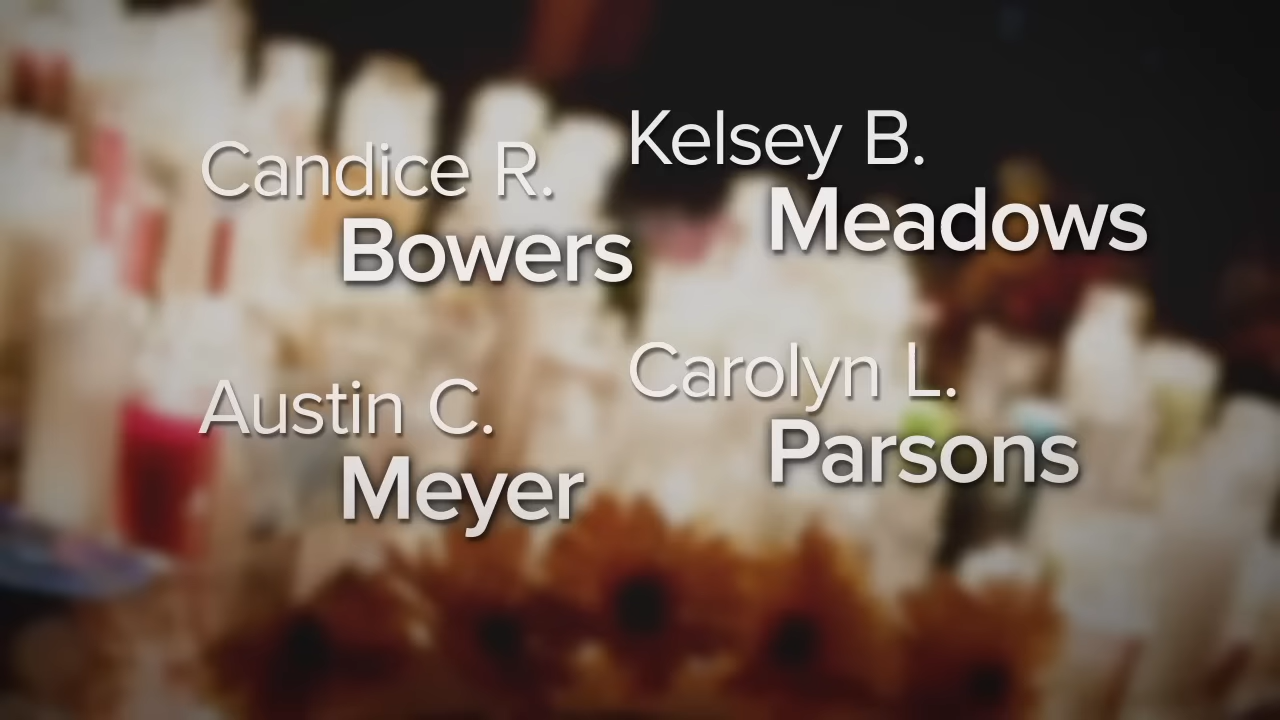 Candice R.
Bowers
Kelsey B.
Meadows
Austin C.
Meyer
Carolyn L.
Parsons